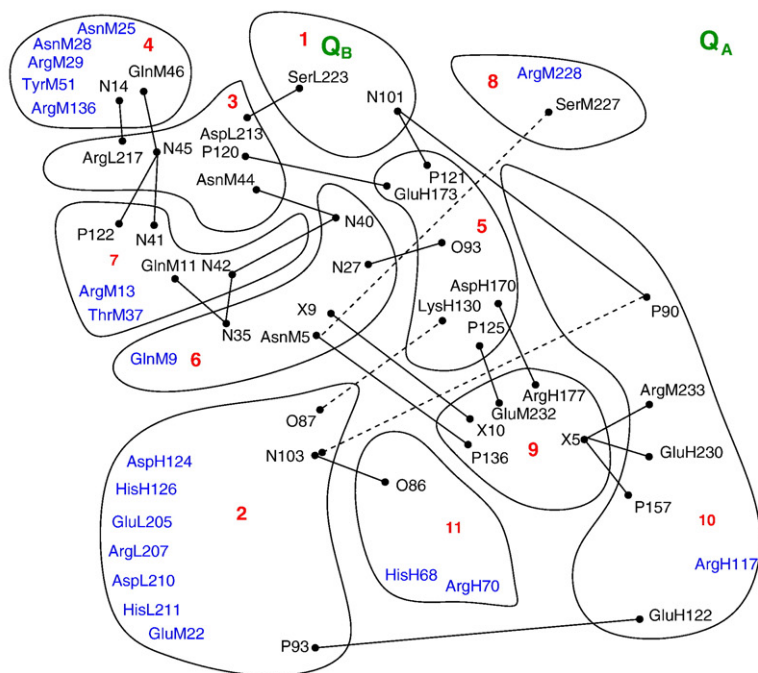 AsnM25
AsnM28
4
ArgM29
GlnM46
TyrM51
N14
ArgM136
1
QB
SerL223
N101
QA
8
ArgM228
SerM227
3
AspL213
P120
ArgL217
N45
AsnM44
P121
GluH173
5
O93
AspH170
LysH130
P125
P122
N41
7
GlnM11
N42
ArgM13
ThrM37
N35
N40
N27
X9
AsnM5
GlnM9
6
P90
ArgH177
GluM232
X10
P136
9
X5
ArgM233
GluH230
P157
10
ArgH117
GluH122
O87
N103
AspH124
HisH126
2
GluL205
ArgL207
AspL210
HisL211
GluM22
P93
O86
11
HisH68
ArgH70